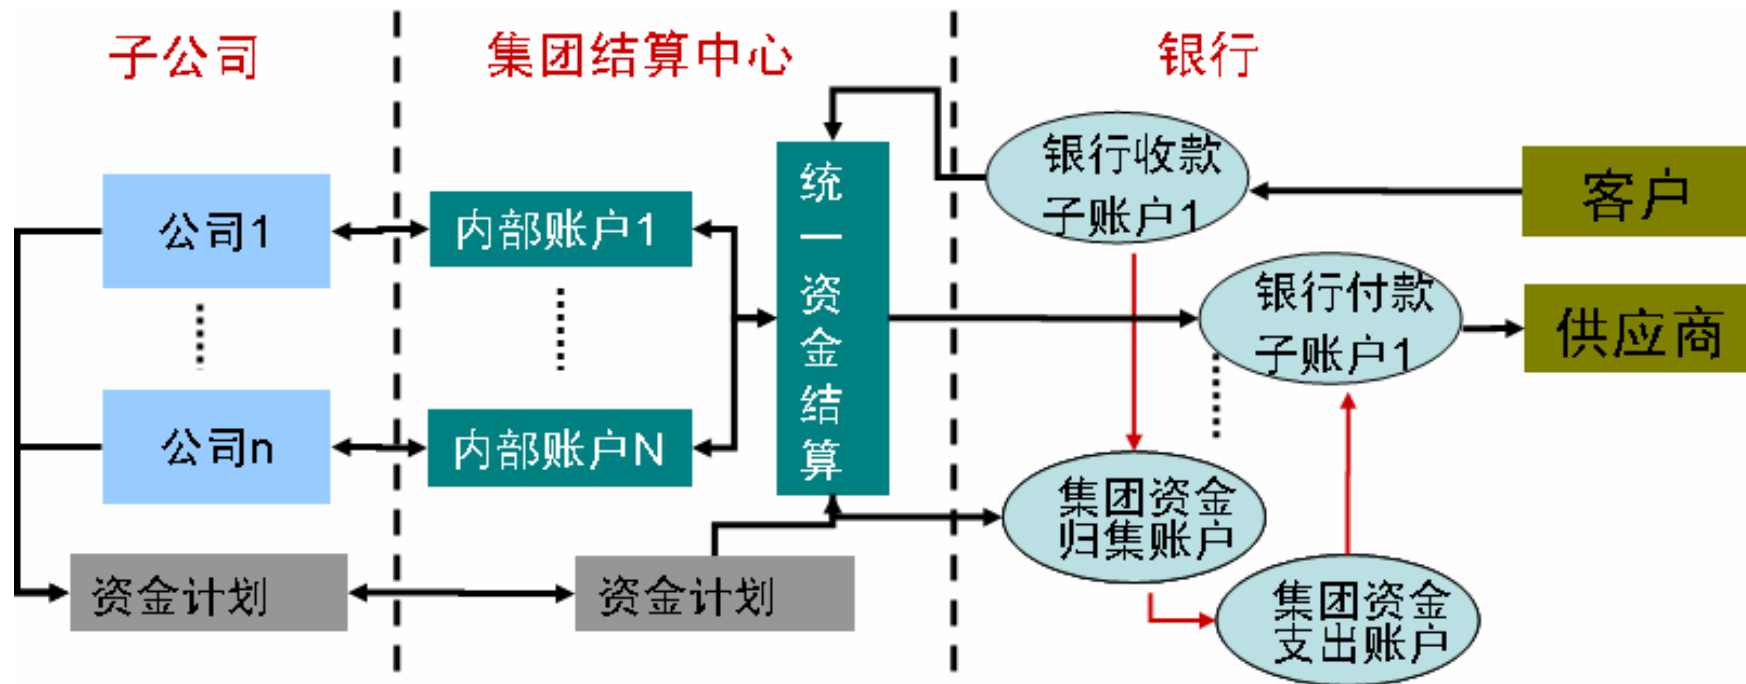 子公司
集团结算中心
银行
公司1
公司n
资金计划
内部账户1
内部账户N
资金计划
统一资金结算
银行收款
子账户1
银行付款
子账户1
集团资金
归集账户
集团资金
支出账户
客户
供应商